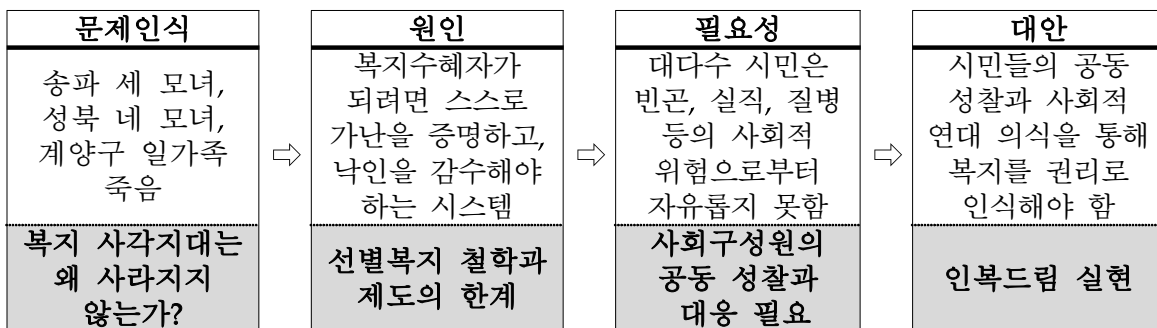 문제인식
송파 세 모녀,
성북 네 모녀,
계양구 일가족
죽음
복지 사각지대는
왜 사라지지
않는가?
⇨
원인
복지수혜자가
되려면 스스로
가난을 증명하고,
낙인을 감수해야
하는 시스템
선별복지 철학과
제도의 한계
⇨
필요성
대다수 시민은
빈곤, 실직, 질병
등의 사회적
위험으로부터
자유롭지 못함
사회구성원의
공동 성찰과
대응 필요
⇨
대안
시민들의 공동
성찰과 사회적
연대 의식을 통해
복지를 권리로
인식해야 함
인복드림 실현